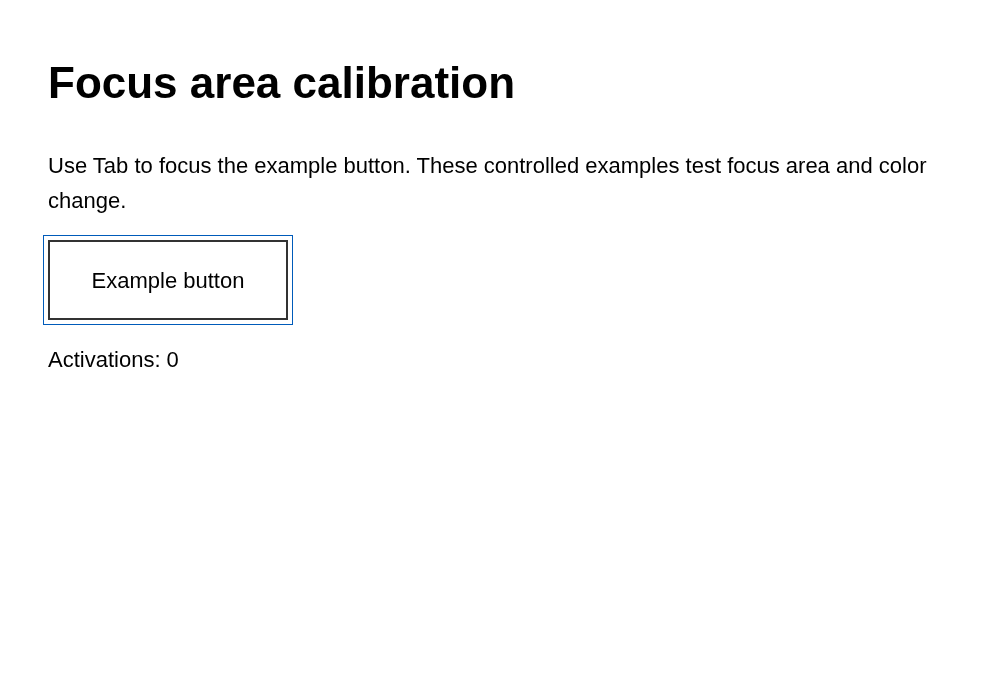 Focus area calibration
Use Tab to focus the example button. These controlled examples test focus area and color
change.
Example button
Activations: 0